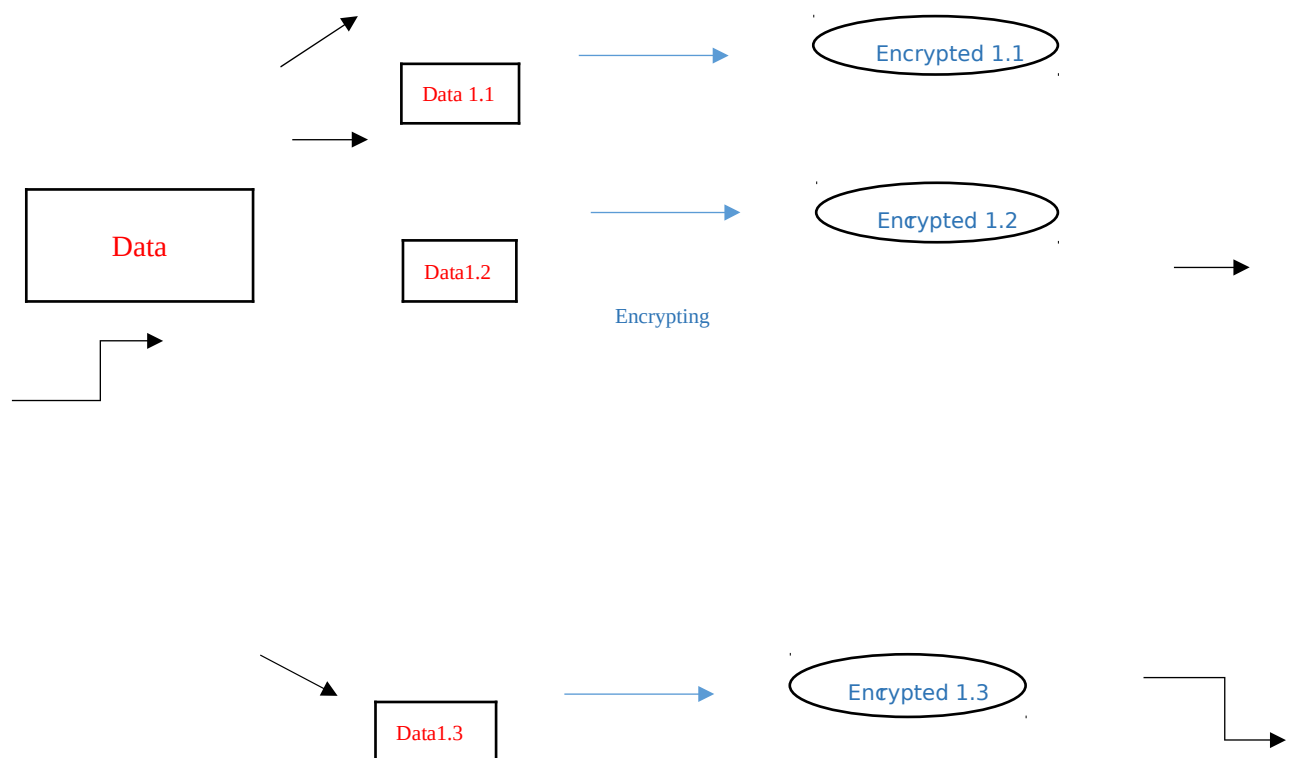 Encrypted 1.1
Data 1.1
Encrypted 1.2
Data
Data1.2
Encrypting
Encrypted 1.3
Data1.3